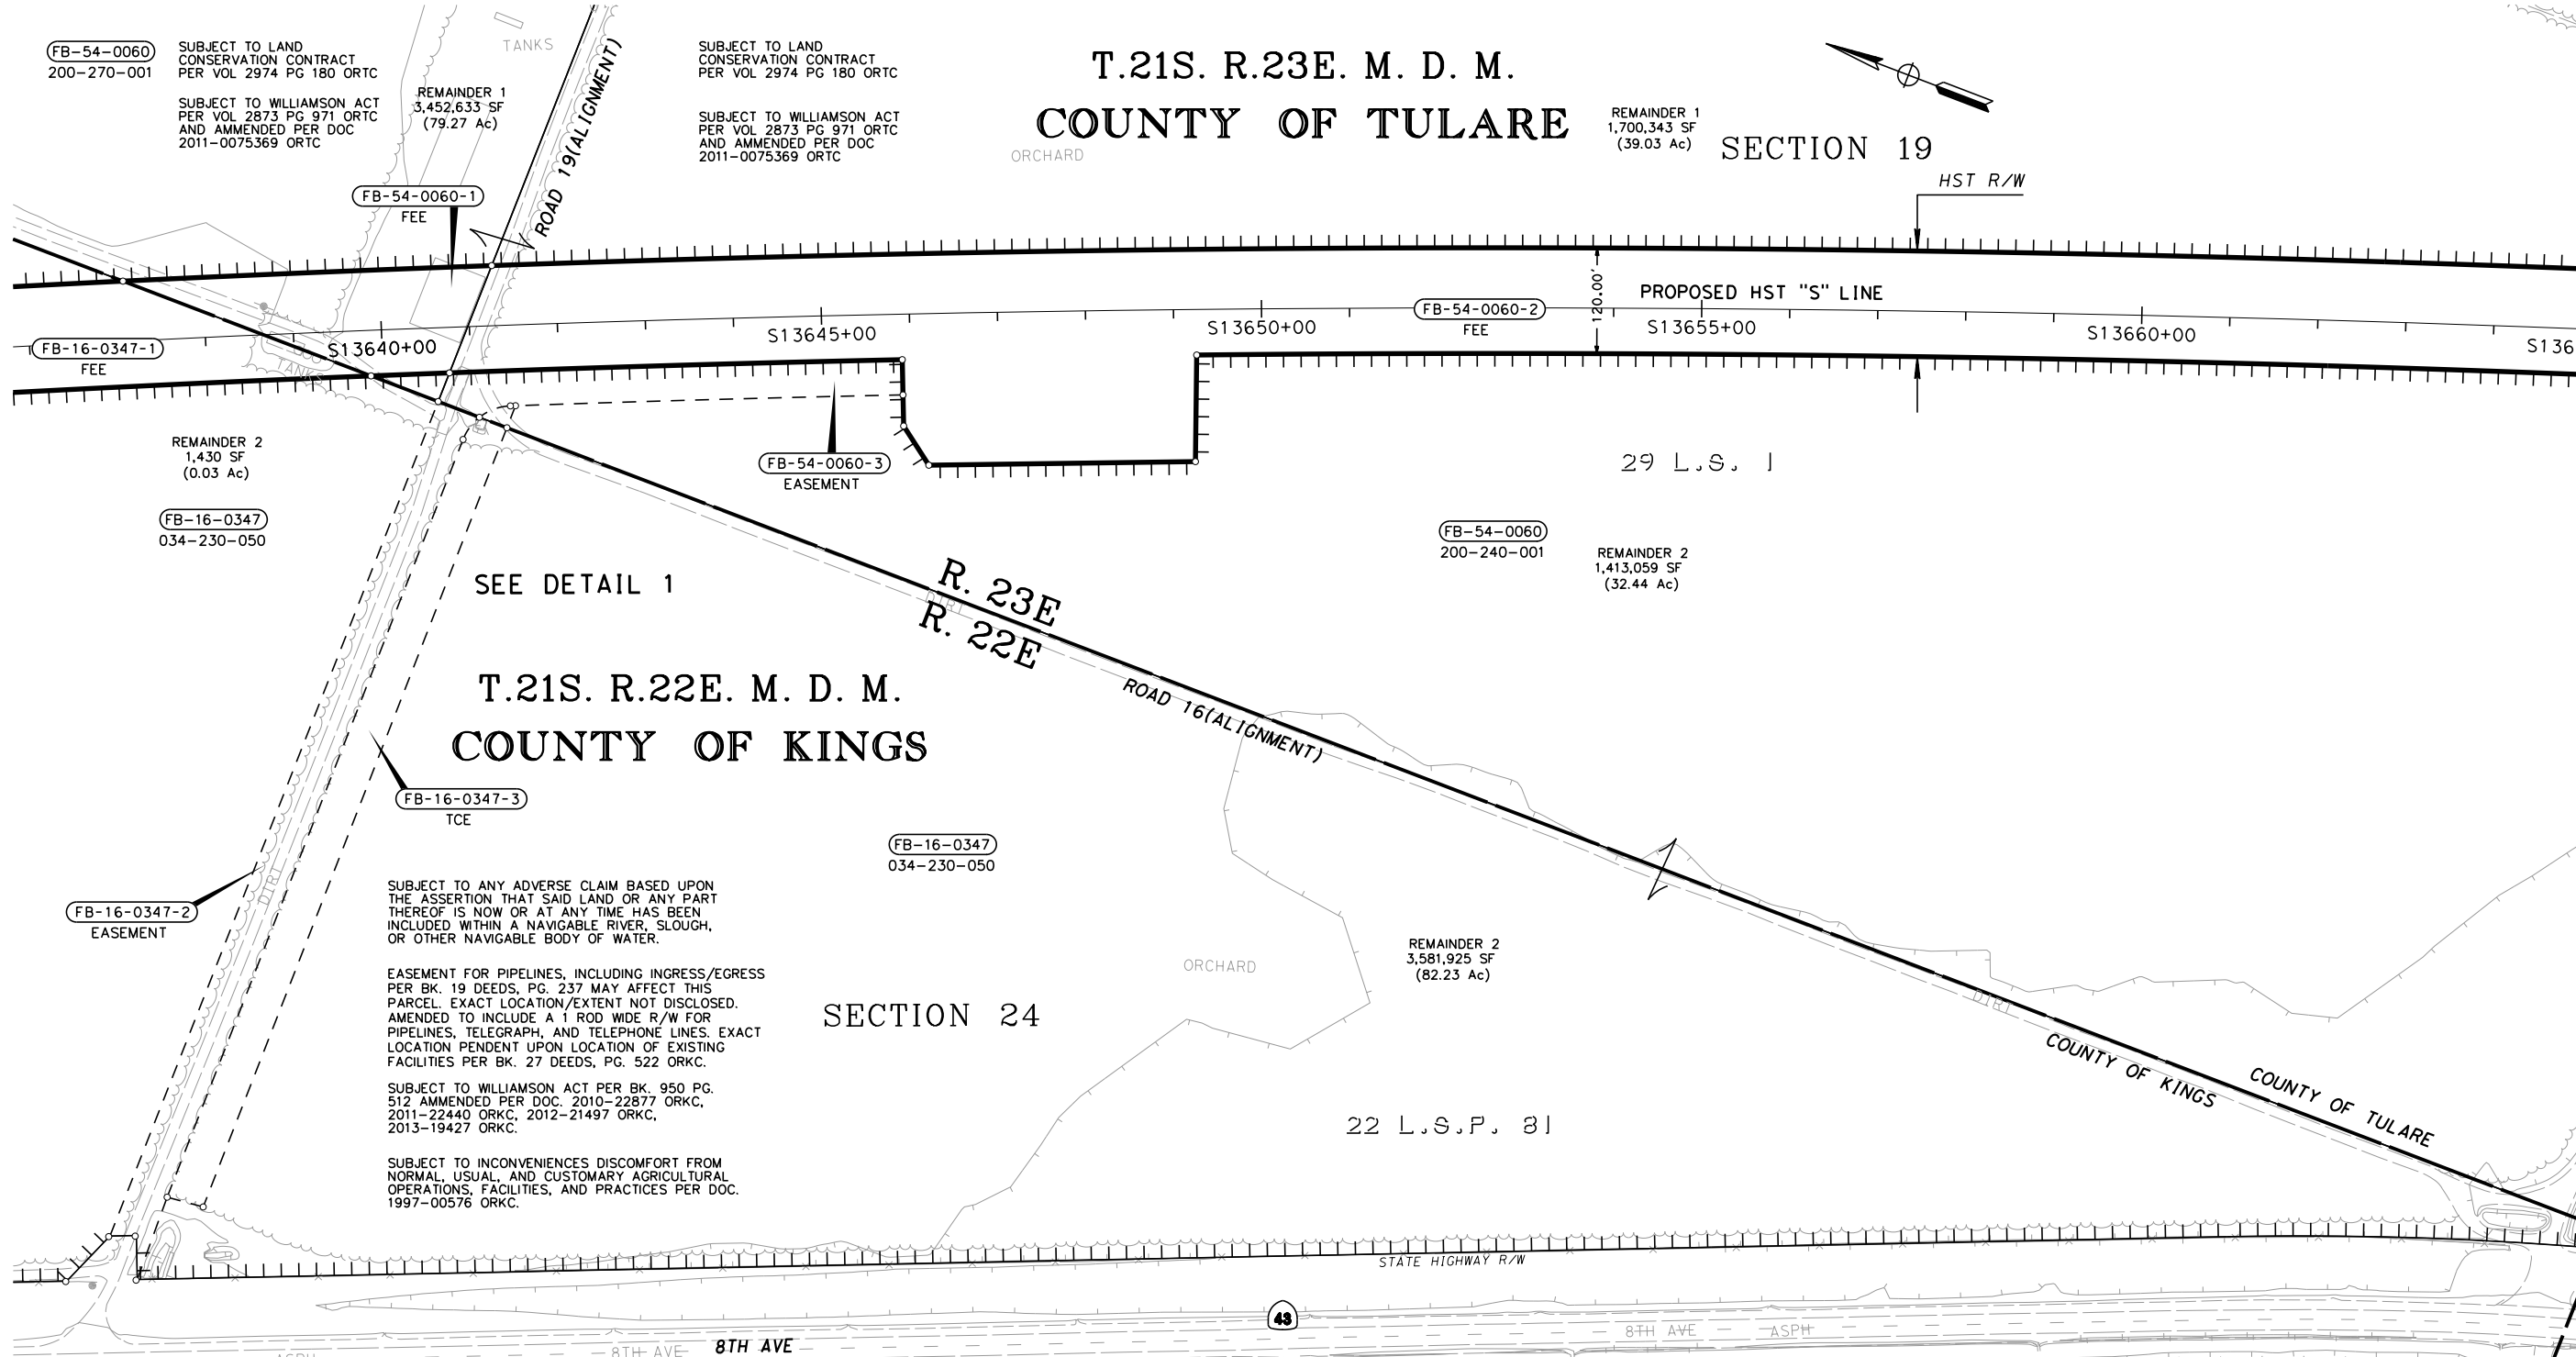 FB-54-0060
200-270-001
SUBJECT TO LAND
CONSERVATION CONTRACT
PER VOL 2974 PG 180 ORTC
SUBJECT TO WILLIAMSON ACT
PER VOL 2873 PG 971 ORTC
AND AMMENDED PER DOC
2011-0075369 ORTC
REMAINDER 1
3,452,633 SF
(79.27 Ac)
TANKS
ROAD 19(ALIGNMENT)
SUBJECT TO LAND
CONSERVATION CONTRACT
PER VOL 2974 PG 180 ORTC
SUBJECT TO WILLIAMSON ACT
PER VOL 2873 PG 971 ORTC
AND AMMENDED PER DOC
2011-0075369 ORTC
T.21S. R.23E. M. D. M.
COUNTY OF TULARE
ORCHARD
REMAINDER 1
1,700,343 SF
(39.03 Ac)
SECTION 19
HST R/W
FB-54-0060-1
FEE
FB-16-0347-1
FEE
TANKS
S13640+00
S13645+00
S13650+00
FB-54-0060-2
FEE
120.00'
PROPOSED HST "S" LINE
S13655+00
S13660+00
S136
REMAINDER 2
1,430 SF
(0.03 Ac)
FB-16-0347
034-230-050
FB-54-0060-3
EASEMENT
29 L.S. 1
FB-54-0060
200-240-001
REMAINDER 2
1,413,059 SF
(32.44 Ac)
SEE DETAIL 1
R. 23E
DIRT
R. 22E
T.21S. R.22E. M. D. M.
COUNTY OF KINGS
ROAD 16(ALIGNMENT)
FB-16-0347-3
TCE
FB-16-0347
034-230-050
DIRT
FB-16-0347-2
EASEMENT
SUBJECT TO ANY ADVERSE CLAIM BASED UPON
THE ASSERTION THAT SAID LAND OR ANY PART
THEREOF IS NOW OR AT ANY TIME HAS BEEN
INCLUDED WITHIN A NAVIGABLE RIVER, SLOUGH,
OR OTHER NAVIGABLE BODY OF WATER.
EASEMENT FOR PIPELINES, INCLUDING INGRESS/EGRESS
PER BK. 19 DEEDS, PG. 237 MAY AFFECT THIS
PARCEL. EXACT LOCATION/EXTENT NOT DISCLOSED.
AMENDED TO INCLUDE A 1 ROD WIDE R/W FOR
PIPELINES, TELEGRAPH, AND TELEPHONE LINES. EXACT
LOCATION PENDENT UPON LOCATION OF EXISTING
FACILITIES PER BK. 27 DEEDS, PG. 522 ORKC.
SUBJECT TO WILLIAMSON ACT PER BK. 950 PG.
512 AMMENDED PER DOC. 2010-22877 ORKC,
2011-22440 ORKC, 2012-21497 ORKC,
2013-19427 ORKC.
SUBJECT TO INCONVENIENCES DISCOMFORT FROM
NORMAL, USUAL, AND CUSTOMARY AGRICULTURAL
OPERATIONS, FACILITIES, AND PRACTICES PER DOC.
1997-00576 ORKC.
SECTION 24
ORCHARD
REMAINDER 2
3,581,925 SF
(82.23 Ac)
22 L.S.P. 81
DIRT
COUNTY OF KINGS
COUNTY OF TULARE
STATE HIGHWAY R/W
43
ASPH
8TH AVE
8TH AVE
8TH AVE
ASPH